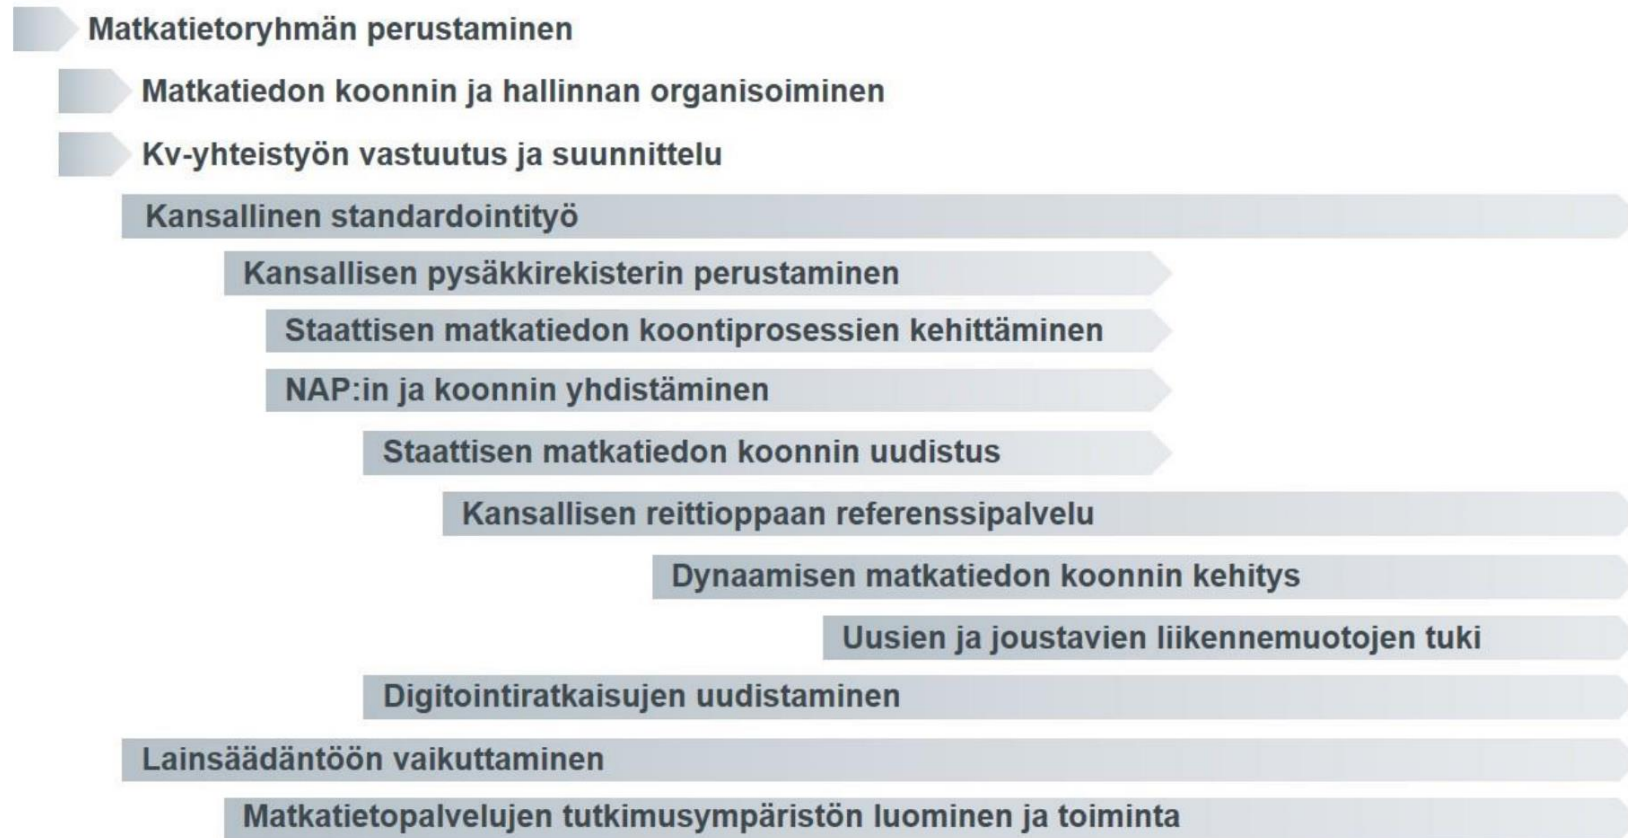 Matkatietoryhmän perustaminen
Matkatiedon koonnin ja hallinnan organisoiminen
Kv-yhteistyön vastuutus ja suunnittelu
Kansallinen standardointityö
Kansallisen pysäkkirekisterin perustaminen
Staattisen matkatiedon koontiprosessien kehittäminen
NAP:in ja koonnin yhdistäminen
Staattisen matkatiedon koonnin uudistus
Kansallisen reittioppaan referenssipalvelu
Dynaamisen matkatiedon koonnin kehitys
Uusien ja joustavien liikennemuotojen tuki
Digitointiratkaisujen uudistaminen
Lainsäädäntöön vaikuttaminen
Matkatietopalvelujen tutkimusympäristön luominen ja toiminta